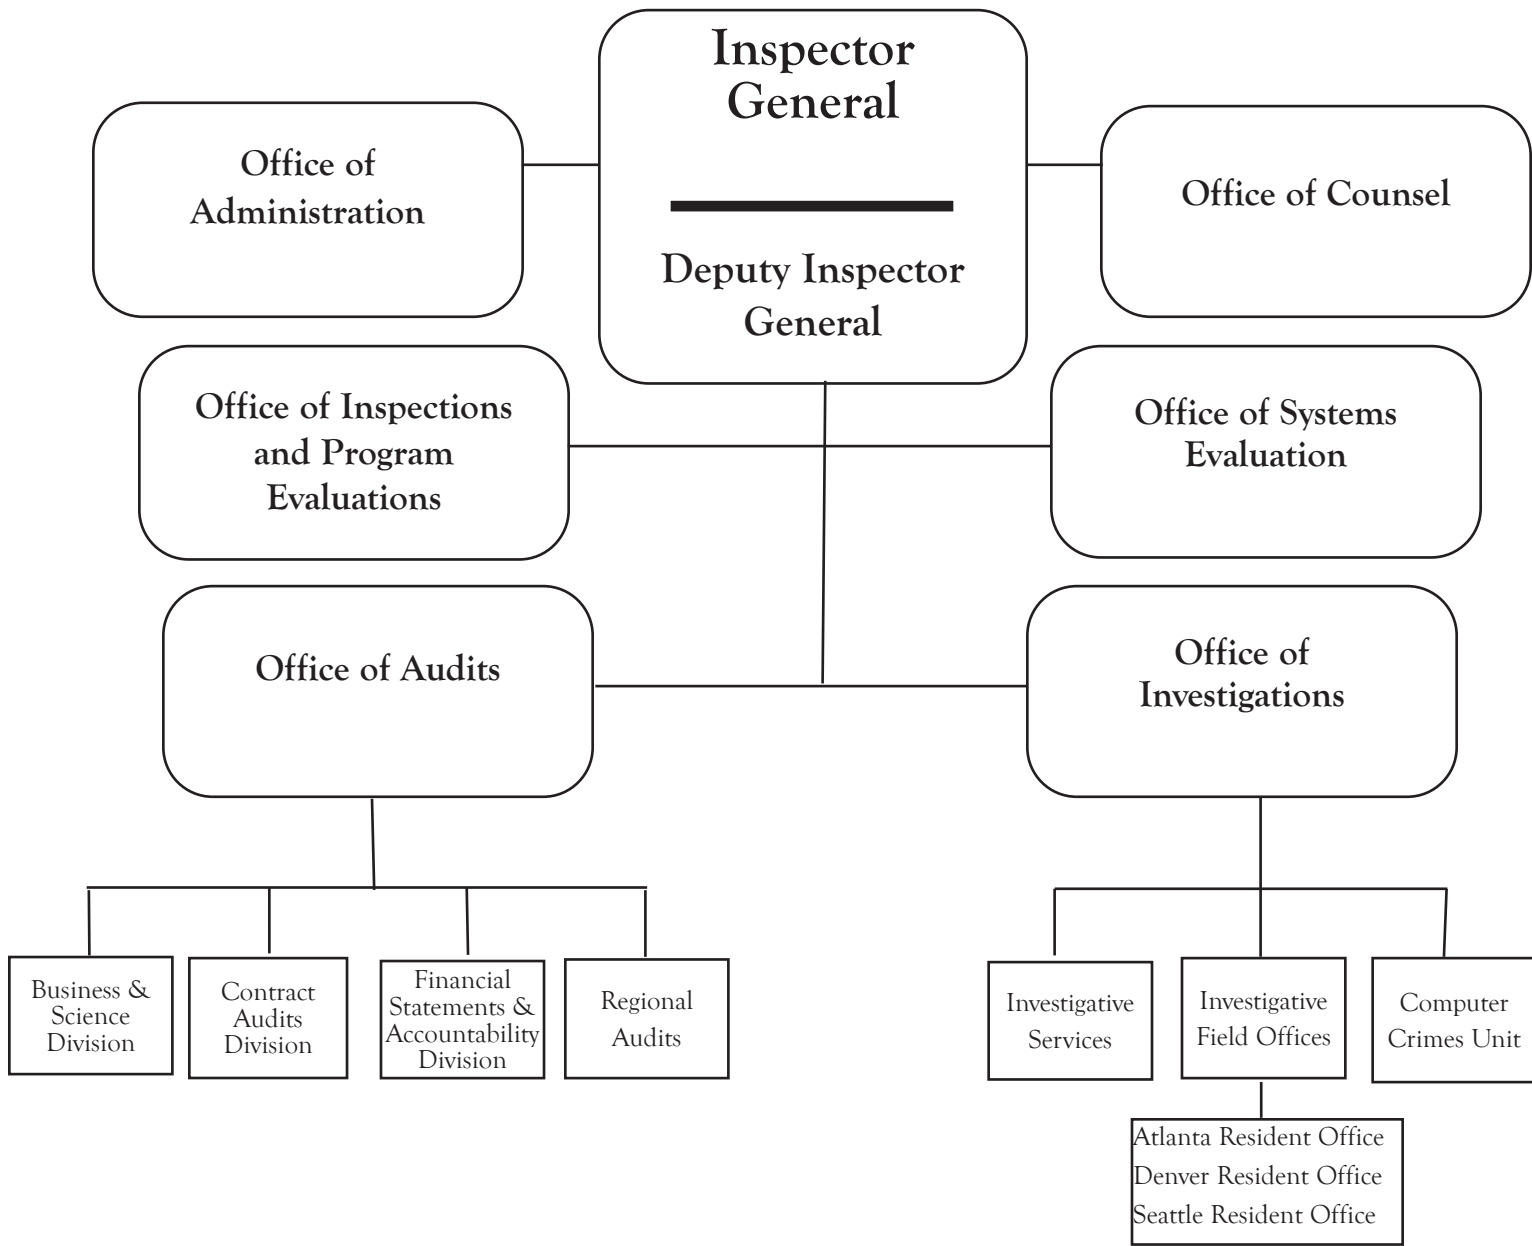 Inspector
General
Deputy Inspector
General
Office of
Administration
Office of Counsel
Office of Inspections
and Program
Evaluations
Office of Systems
Evaluation
Office of Audits
Office of
Investigations
Business &
Science
Division
Contract
Audits
Division
Financial
Statements &
Accountability
Division
Regional
Audits
Investigative
Services
Investigative
Field Offices
Computer
Crimes Unit
Atlanta Resident Office
Denver Resident Office
Seattle Resident Office